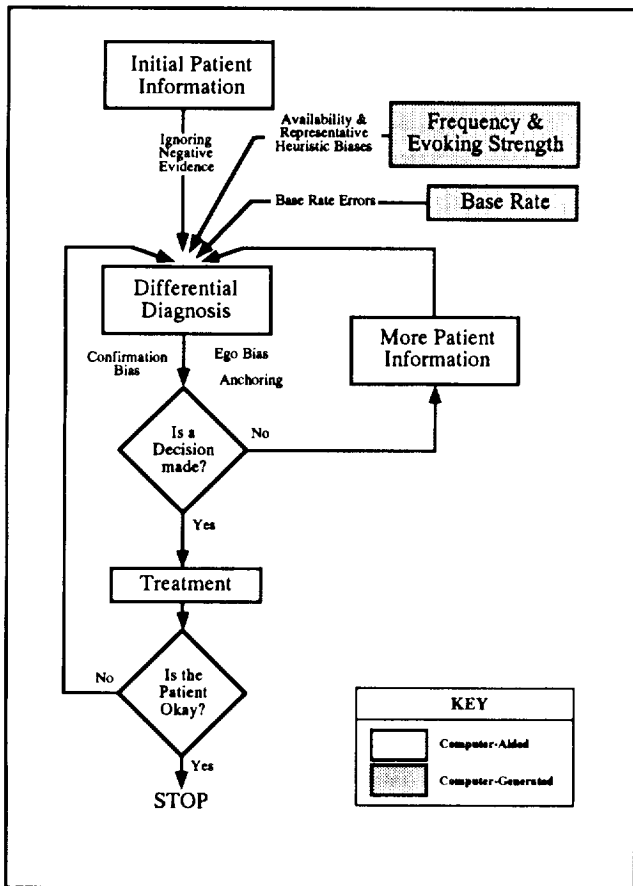 Initial Patient
Information
Ignoring
Negative
Evidence
Availability &
Representative
Heuristic Biases
Frequency &
Evoking Strength
Base Rate Errors
Base Rate
Differential
Diagnosis
More Patient
Information
Confirmation
Bias
Ego Bias
Anchoring
Is a
Decision
made?
No
Yes
Treatment
Is the
Patient
Okay?
No
Yes
STOP
KEY
Computer-Aided
Computer-Generated